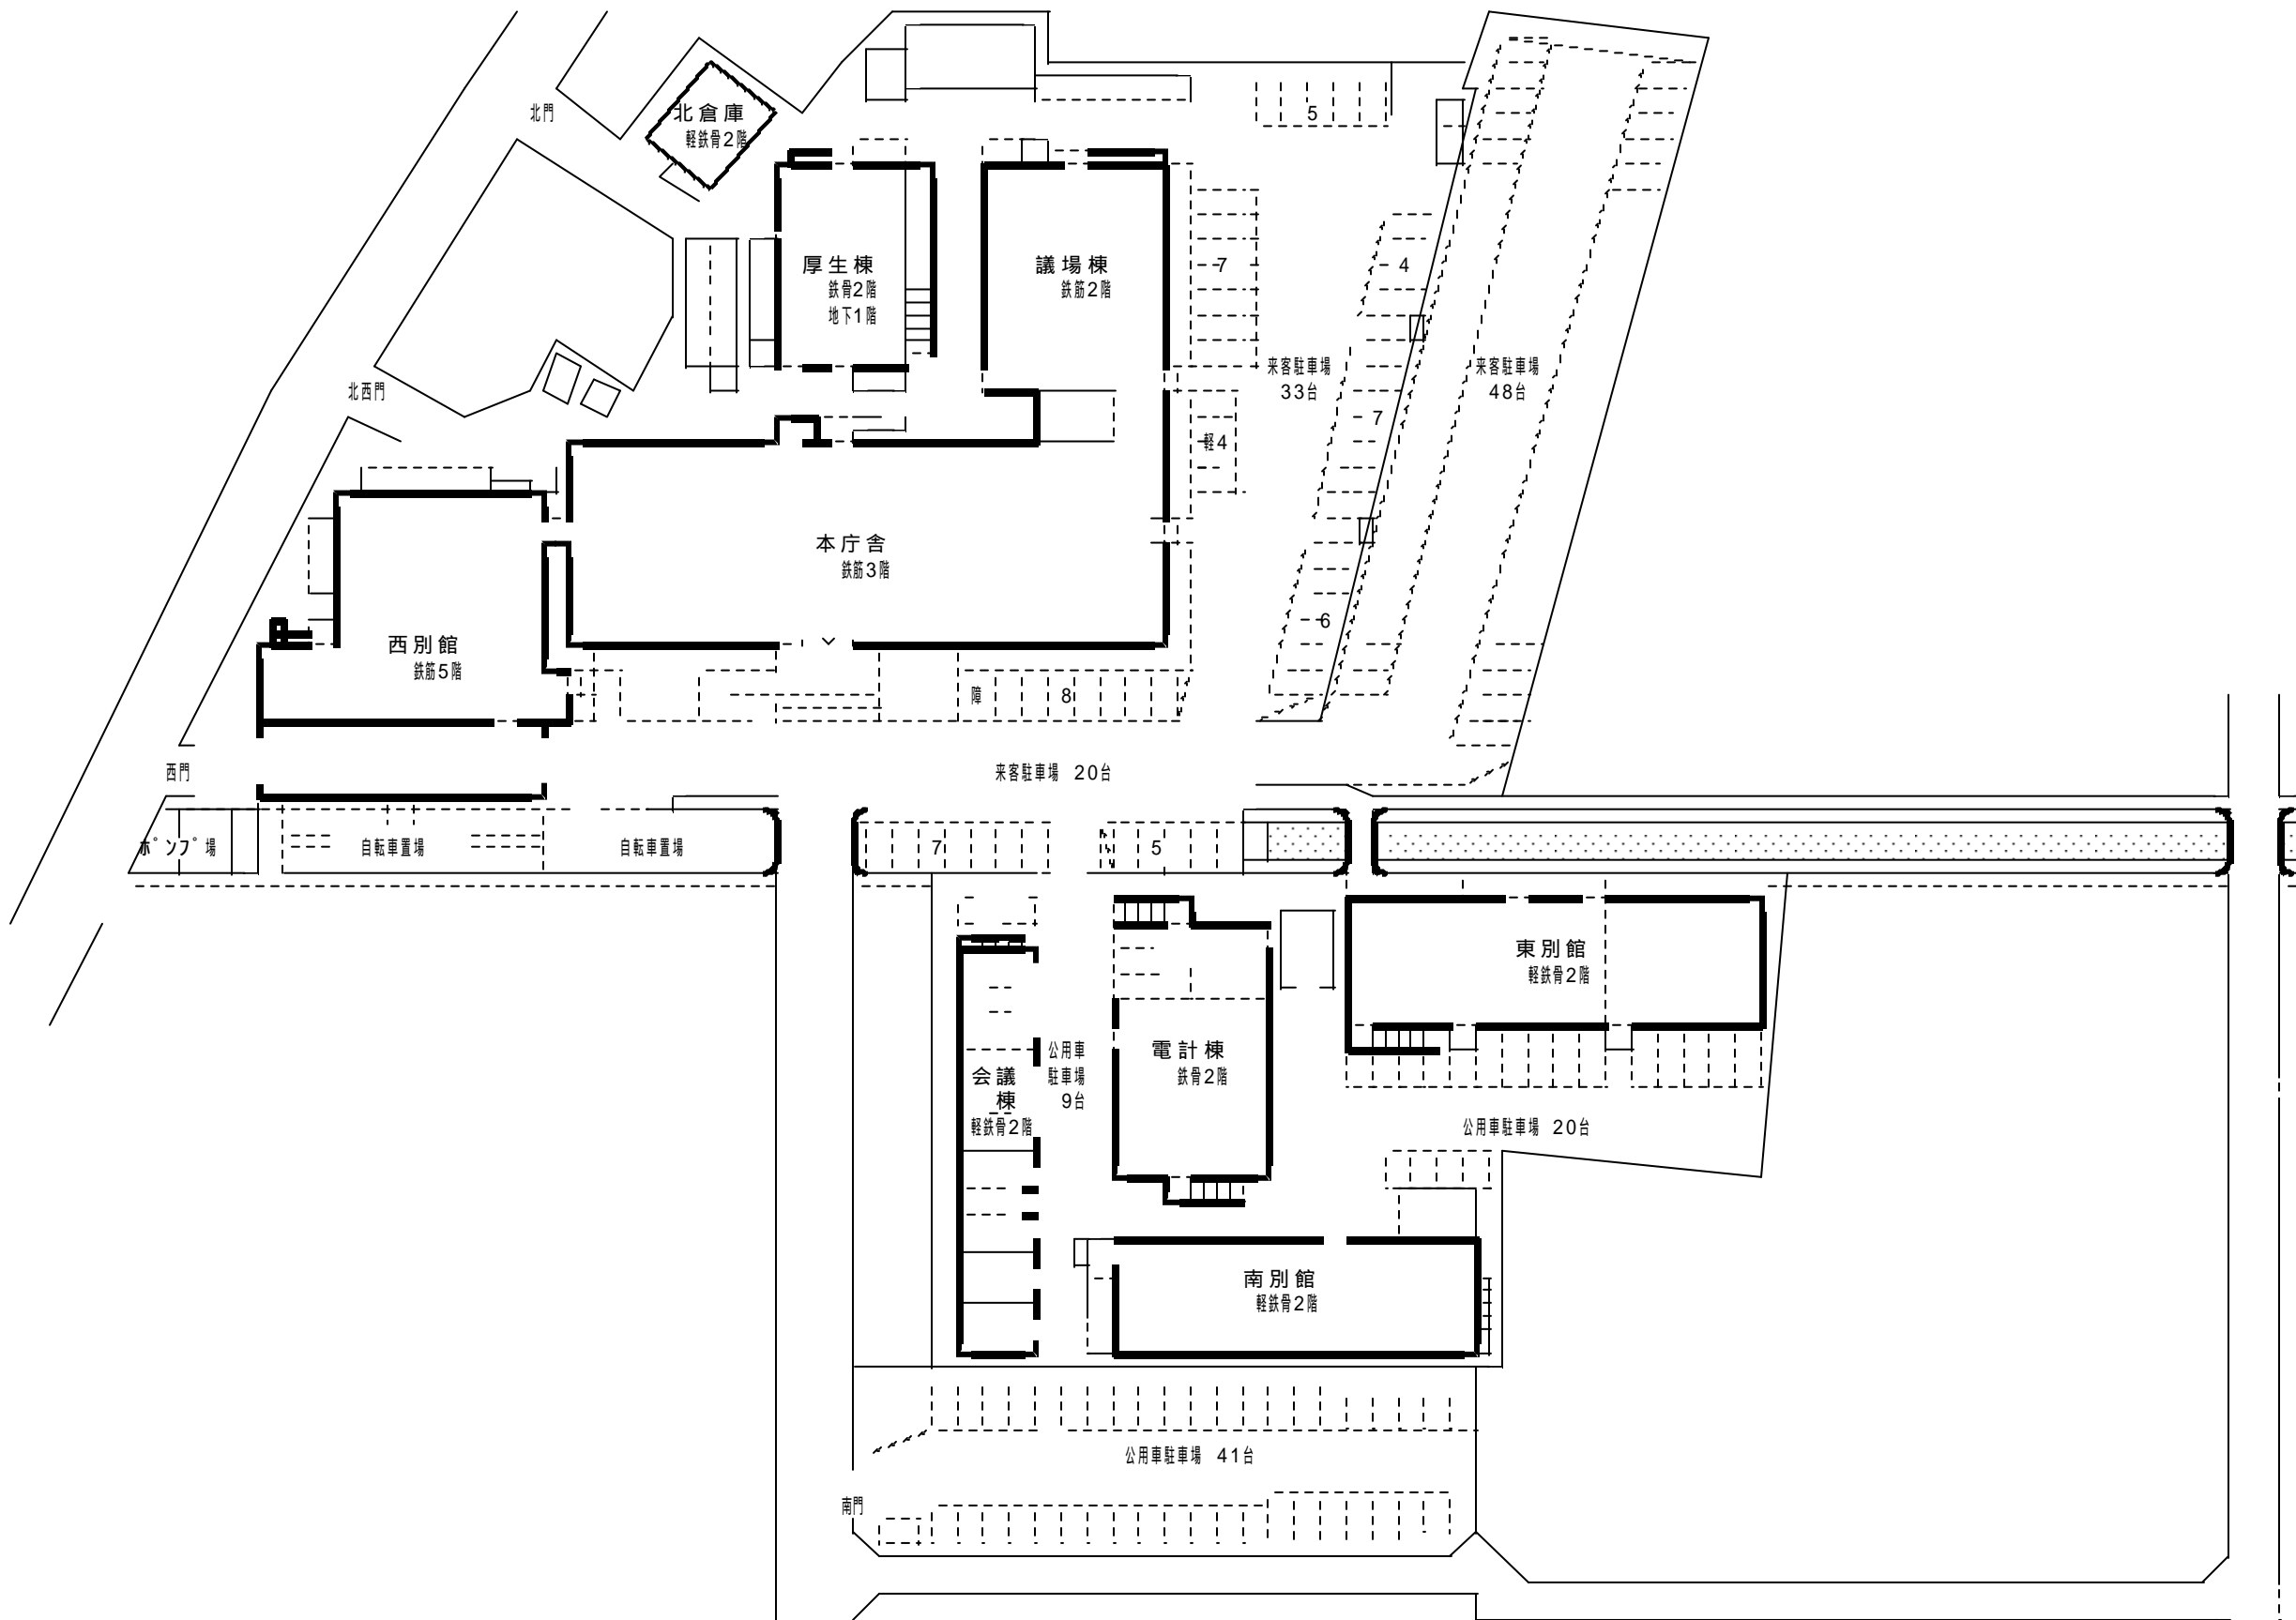 北門
北倉庫
軽鉄骨2階
5
厚生棟
鉄骨2階
地下1階
議場棟
鉄筋2階
7
4
来客駐車場
33台
来客駐車場
48台
北西門
7
軽4
本庁舎
鉄筋3階
6
西別館
鉄筋5階
障
8
西門
来客駐車場 20台
ポンプ場
自転車置場
自転車置場
7
5
東別館
軽鉄骨2階
公用車
駐車場
9台
電計棟
鉄骨2階
会議
棟
軽鉄骨2階
公用車駐車場 20台
南別館
軽鉄骨2階
公用車駐車場 41台
南門